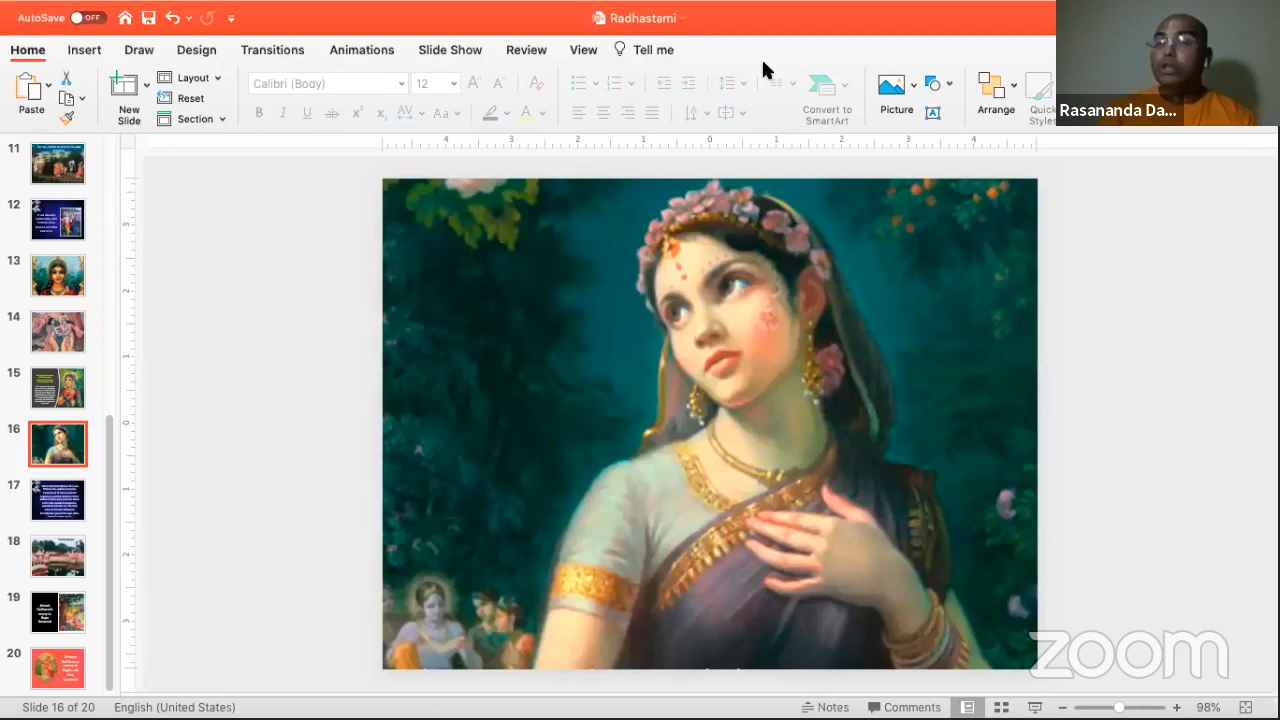 AutoSave OFF
Radhastami
Home Insert Draw Design Transitions Animations Slide Show Review View Tell me
Paste
New Slide
Layout
Reset
Section
Calibri (Body) 12
Convert to SmartArt
Picture
Arrange
Quick Styles
Rasananda Da...
11
12
13
14
15
16
17
18
19
20
zoom
Slide 16 of 20 English (United States) Notes Comments 98%